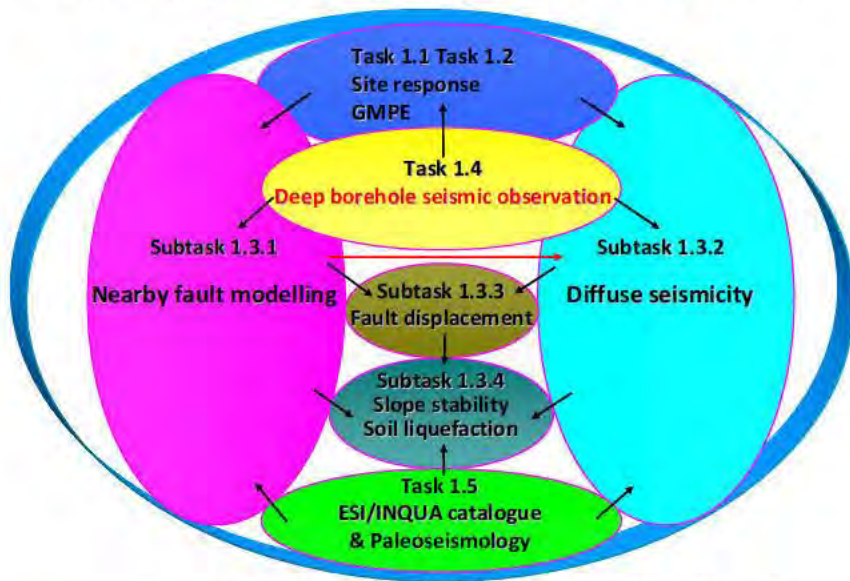 Task 1.1 Task 1.2
Site response
GMPE
Task 1.4
Deep borehole seismic observation
Subtask 1.3.1
Nearby fault modelling
Subtask 1.3.2
Diffuse seismicity
Subtask 1.3.3
Fault displacement
Subtask 1.3.4
Slope stability
Soil liquefaction
Task 1.5
ESI/INQUA catalogue
& Paleoseismology